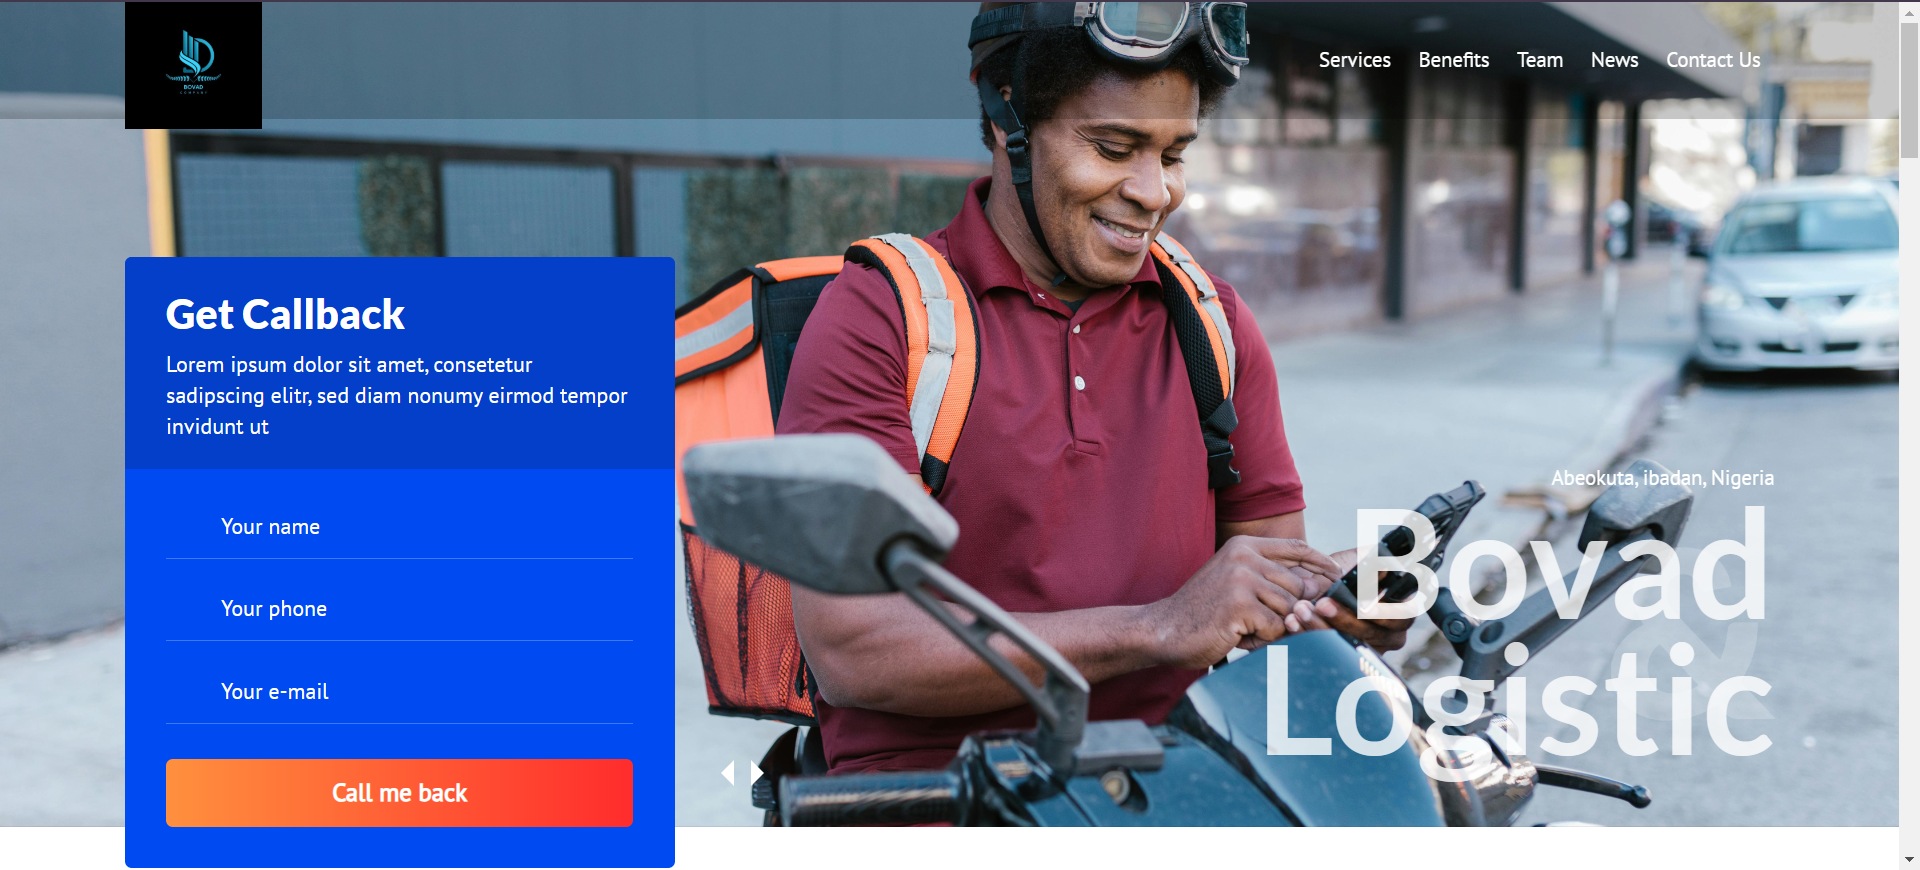 BOVAD
COMPANY
Services Benefits Team News Contact Us
Get Callback
Lorem ipsum dolor sit amet, consetetur
sadipscing elitr, sed diam nonumy eirmod tempor
invidunt ut
Your name
Your phone
Your e-mail
Call me back
Abeokuta, ibadan, Nigeria
Bovad
&
Logistic